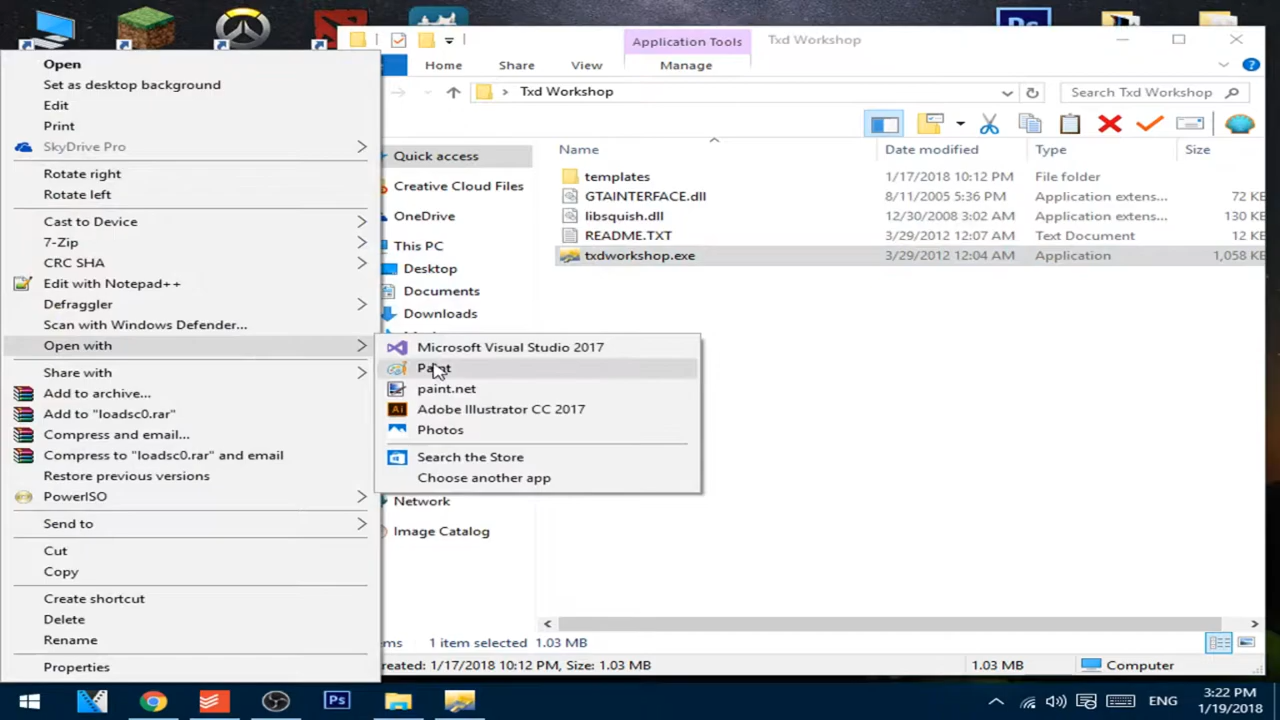 Ps
Application Tools
Txd Workshop
Home
Share
View
Manage
Txd Workshop
Search Txd Workshop
Open
Set as desktop background
Edit
Print
SkyDrive Pro
Rotate right
Rotate left
Cast to Device
7-Zip
CRC SHA
Edit with Notepad++
Defraggler
Scan with Windows Defender...
Open with
Share with
Add to archive...
Add to "loadsc0.rar"
Compress and email...
Compress to "loadsc0.rar" and email
Restore previous versions
PowerISO
Send to
Cut
Copy
Create shortcut
Delete
Rename
Properties
Quick access
Creative Cloud Files
OneDrive
This PC
Desktop
Documents
Downloads
Network
Image Catalog
Microsoft Visual Studio 2017
Paint
paint.net
Ai Adobe Illustrator CC 2017
Photos
Search the Store
Choose another app
Name Date modified Type Size
templates 1/17/2018 10:12 PM File folder
GTAINTERFACE.dll 8/11/2005 5:36 PM Application extens... 72 KE
libsquish.dll 12/30/2008 3:02 AM Application extens... 130 KE
README.TXT 3/29/2012 12:07 AM Text Document 12 KE
txdworkshop.exe 3/29/2012 12:04 AM Application 1,058 KE
ms 1 item selected 1.03 MB
reated: 1/17/2018 10:12 PM, Size: 1.03 MB
1.03 MB
Computer
Ps
ENG
3:22 PM
1/19/2018